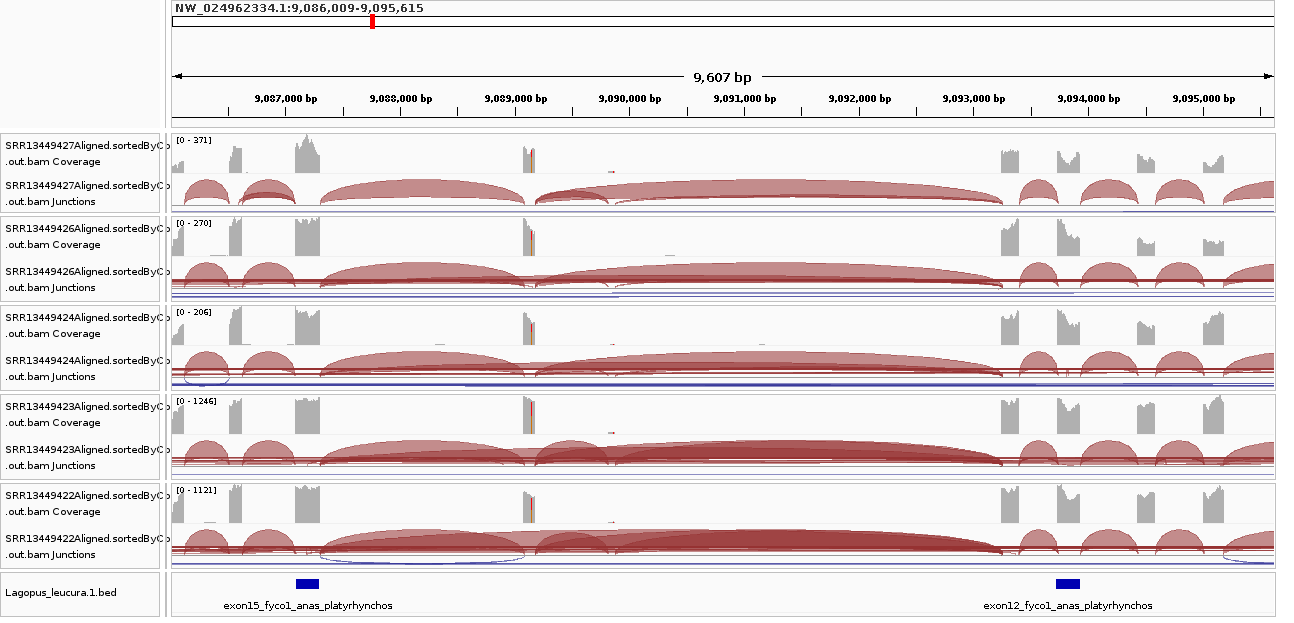 NW_024962334.1:9,086,009-9,095,615
9,607 bp
9,087,000 bp 9,088,000 bp 9,089,000 bp 9,090,000 bp 9,091,000 bp 9,092,000 bp 9,093,000 bp 9,094,000 bp 9,095,000 bp
SRR13449427Aligned.sortedByCo
.out.bam Coverage
[0 - 371]
SRR13449427Aligned.sortedByCo
.out.bam Junctions
SRR13449426Aligned.sortedByCo
.out.bam Coverage
[0 - 270]
SRR13449426Aligned.sortedByCo
.out.bam Junctions
SRR13449424Aligned.sortedByCo
.out.bam Coverage
[0 - 206]
SRR13449424Aligned.sortedByCo
.out.bam Junctions
SRR13449423Aligned.sortedByCo
.out.bam Coverage
[0 - 1246]
SRR13449423Aligned.sortedByCo
.out.bam Junctions
SRR13449422Aligned.sortedByCo
.out.bam Coverage
[0 - 1121]
SRR13449422Aligned.sortedByCo
.out.bam Junctions
Lagopus_leucura.1.bed
exon15_fyco1_anas_platyrhynchos exon12_fyco1_anas_platyrhynchos